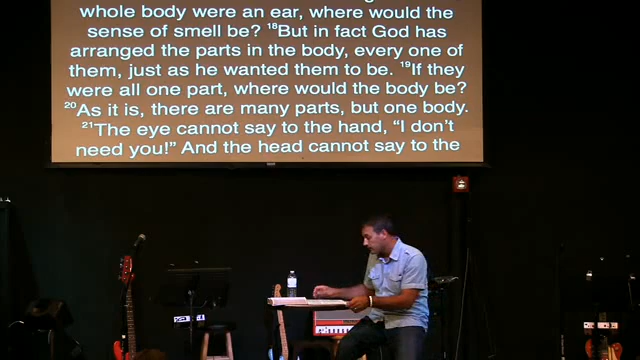 whole body were an ear, where would the
sense of smell be? ¹⁸But in fact God has
arranged the parts in the body, every one of
them, just as he wanted them to be. ¹⁹If they
were all one part, where would the body be?
²⁰As it is, there are many parts, but one body.
²¹The eye cannot say to the hand, “I don’t
need you!” And the head cannot say to the